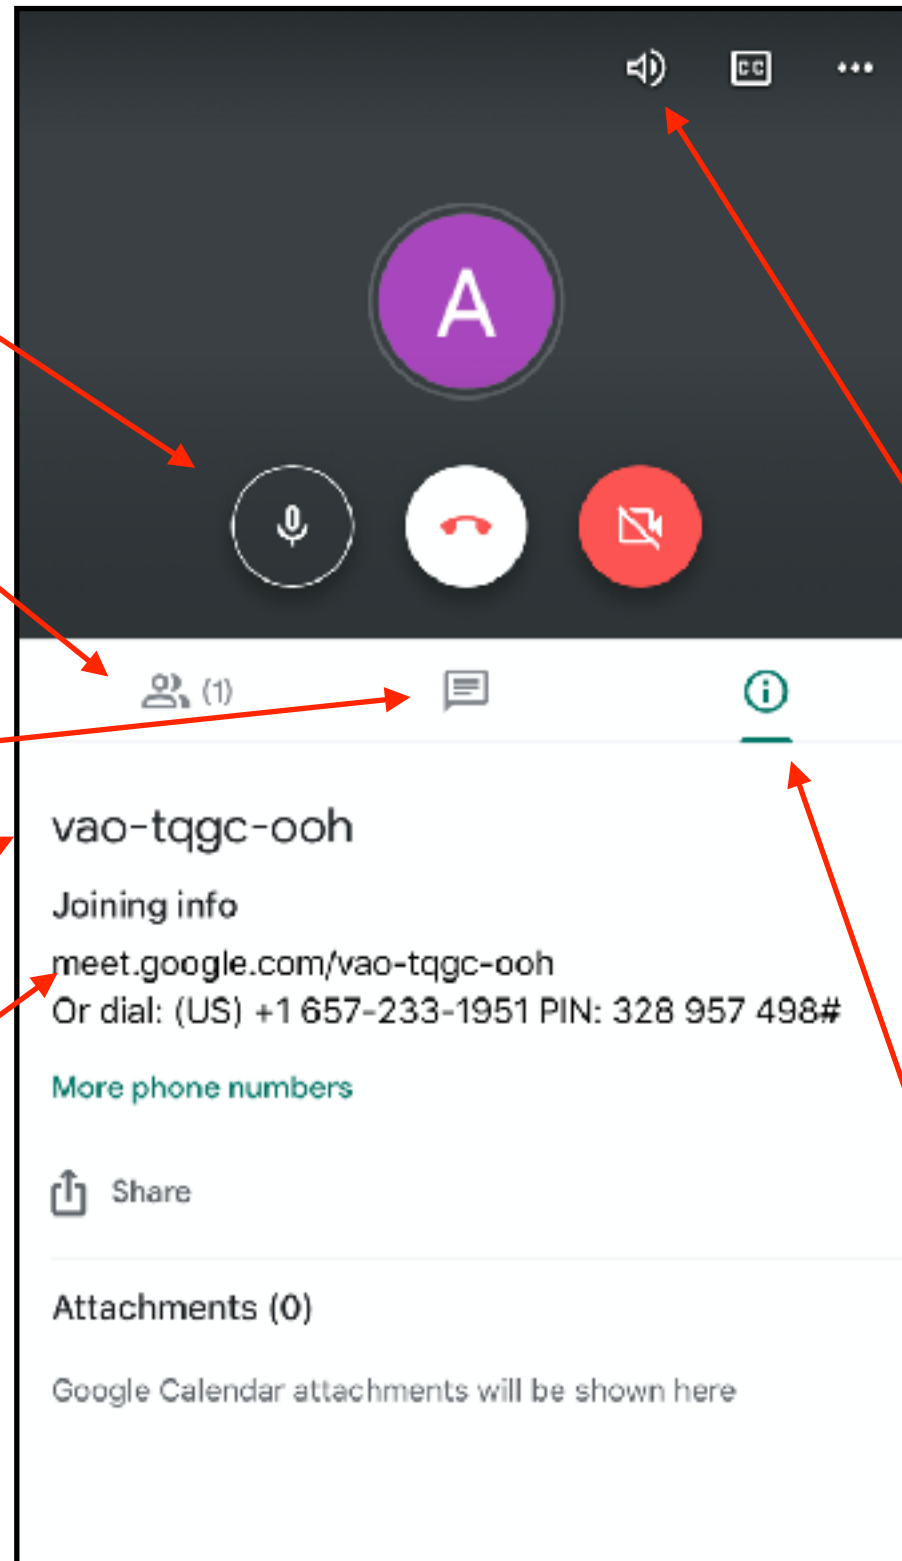 CC
A
(1)
vao-tqgc-ooh
Joining info
meet.google.com/vao-tqgc-ooh
Or dial: (US) +1 657-233-1951 PIN: 328 957 498#
More phone numbers
Share
Attachments (0)
Google Calendar attachments will be shown here